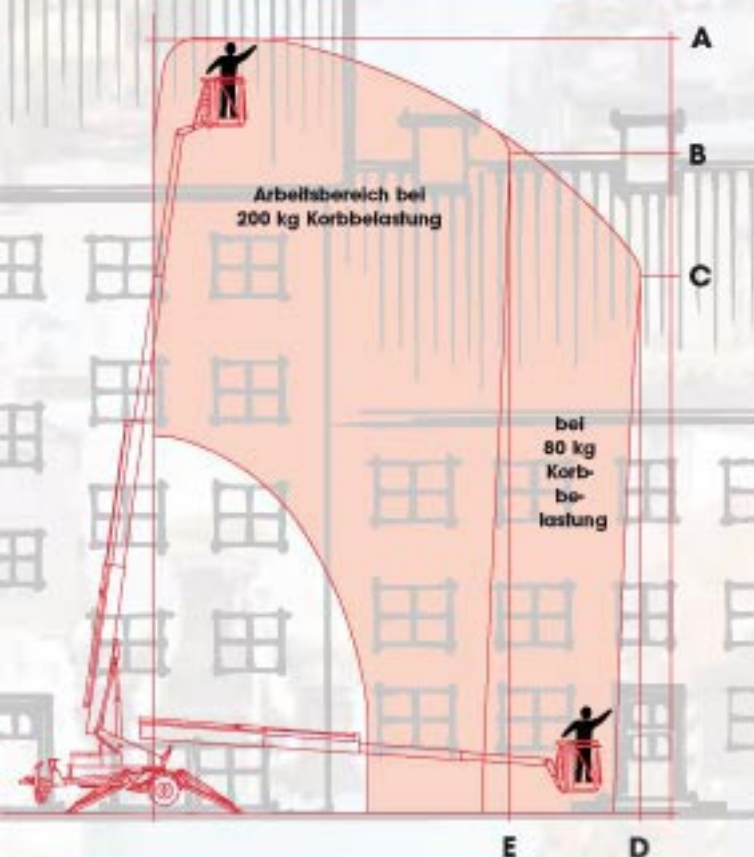 A
B
Arbeitsbereich bei
200 kg Korbbelastung
C
bei
80 kg
Korb-
be-
lastung
E D